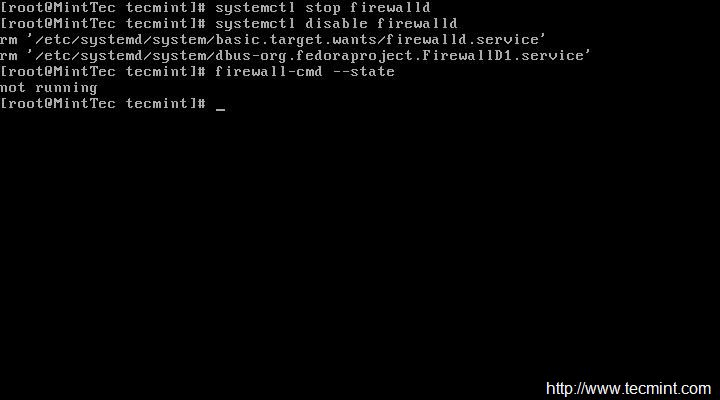 [root@MintTec tecmint]# systemctl stop firewalld
[root@MintTec tecmint]# systemctl disable firewalld
rm '/etc/systemd/system/basic.target.wants/firewalld.service'
rm '/etc/systemd/system/dbus-org.fedoraproject.FirewallD1.service'
[root@MintTec tecmint]# firewall-cmd --state
not running
[root@MintTec tecmint]# _
http://www.tecmint.com